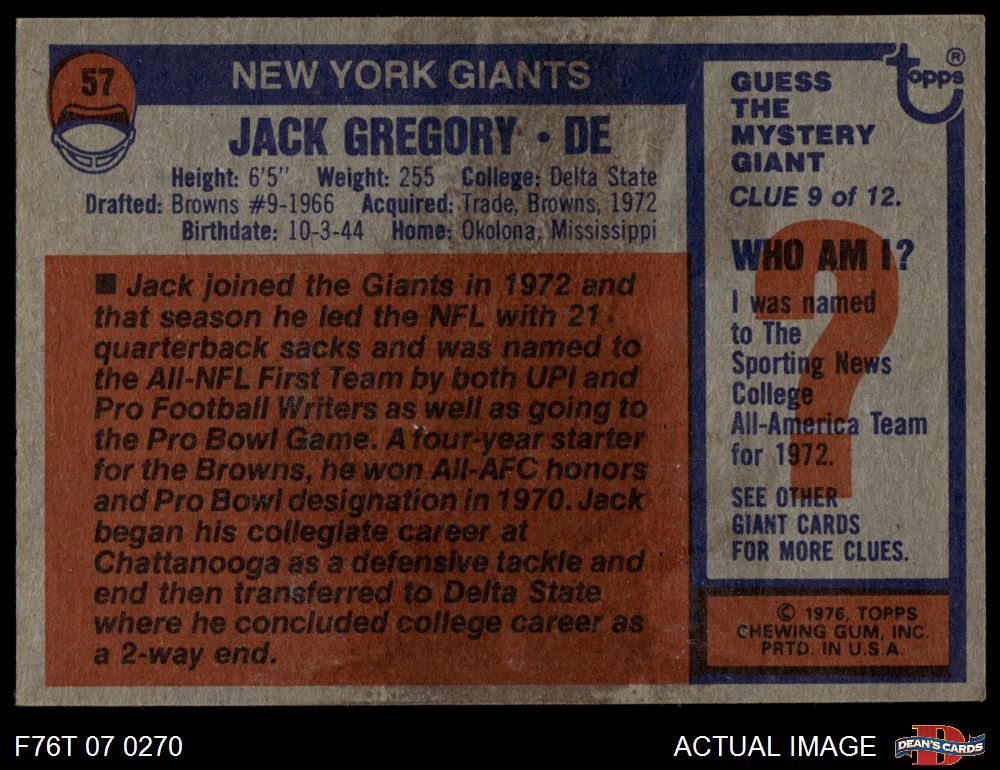 57
NEW YORK GIANTS
JACK GREGORY • DE
Height: 6'5" Weight: 255 College: Delta State
Drafted: Browns #9-1966 Acquired: Trade, Browns, 1972
Birthdate: 10-3-44 Home: Okolona, Mississippi
■ Jack joined the Giants in 1972 and
that season he led the NFL with 21
quarterback sacks and was named to
the All-NFL First Team by both UPI and
Pro Football Writers as well as going to
the Pro Bowl Game. A four-year starter
for the Browns, he won All-AFC honors
and Pro Bowl designation in 1970. Jack
began his collegiate career at
Chattanooga as a defensive tackle and
end then transferred to Delta State
where he concluded college career as
a 2-way end.
topps ®
GUESS
THE
MYSTERY
GIANT
CLUE 9 of 12.
?
WHO AM I?
I was named
to The
Sporting News
College
All-America Team
for 1972.
SEE OTHER
GIANT CARDS
FOR MORE CLUES.
© 1976, TOPPS
CHEWING GUM, INC.
PRTD. IN U.S.A.
F76T 07 0270
ACTUAL IMAGE
D
DEAN'S CARDS